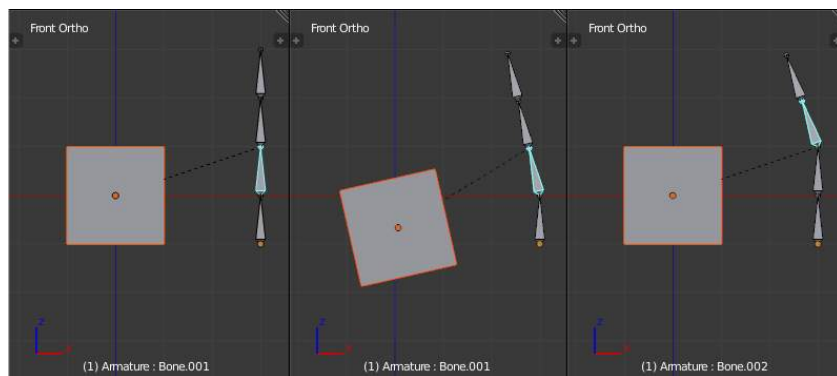 Front Ortho
Front Ortho
Front Ortho
z
x
z
x
z
x
(1) Armature : Bone.001
(1) Armature : Bone.001
(1) Armature : Bone.002